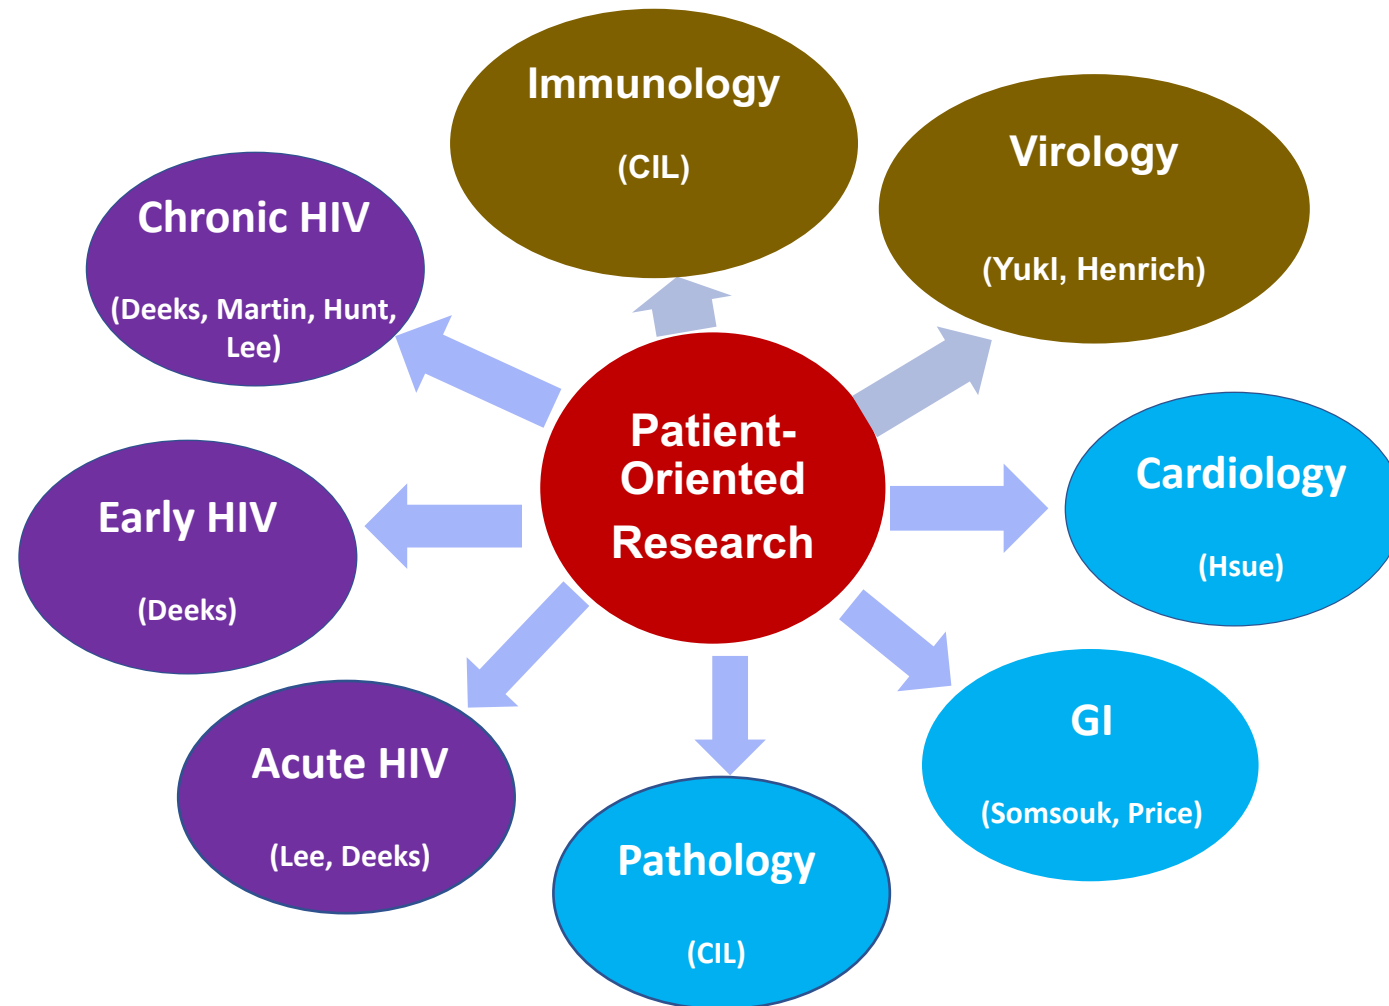 Immunology
(CIL)
Virology
(Yukl, Henrich)
Chronic HIV
(Deeks, Martin, Hunt,
Lee)
Patient-
Oriented
Research
Cardiology
(Hsue)
Early HIV
(Deeks)
GI
(Somsouk, Price)
Acute HIV
(Lee, Deeks)
Pathology
(CIL)